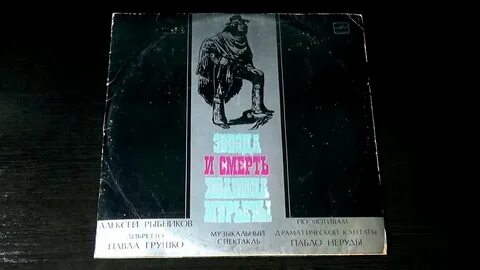 ЗВЕЗДА
И СМЕРТЬ
ХОАКИНА
МУРЬЕТЫ
АЛЕКСЕЙ РЫБНИКОВ
ЛИБРЕТТО
ПАВЛА ГРУШКО
МУЗЫКАЛЬНЫЙ
СПЕКТАКЛЬ
ПО МОТИВАМ
ДРАМАТИЧЕСКОЙ КАНТАТЫ
ПАБЛО НЕРУДЫ